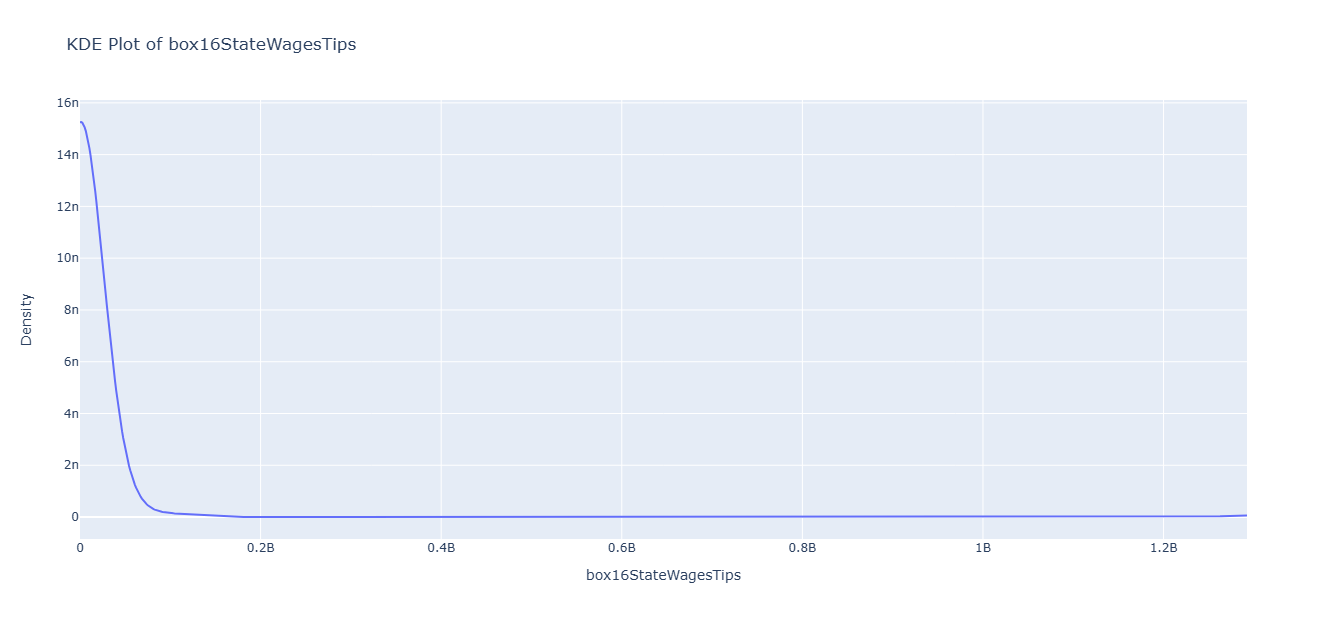 KDE Plot of box16StateWagesTips
16n
14n
12n
10n
8n
6n
4n
2n
0
Density
0 0.2B 0.4B 0.6B 0.8B 1B 1.2B
box16StateWagesTips